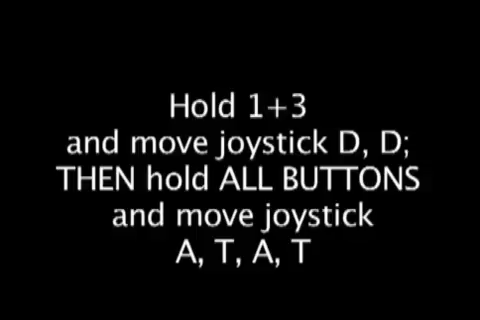 Hold 1+3
and move joystick D, D;
THEN hold ALL BUTTONS
and move joystick
A, T, A, T